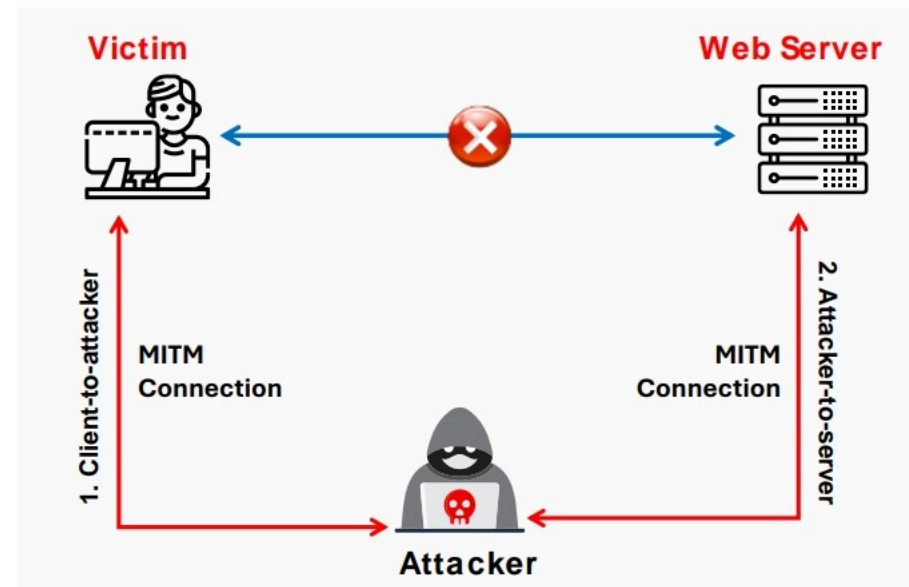 Victim
Web Server
1. Client-to-attacker
MITM
Connection
MITM
Connection
2. Attacker-to-server
Attacker